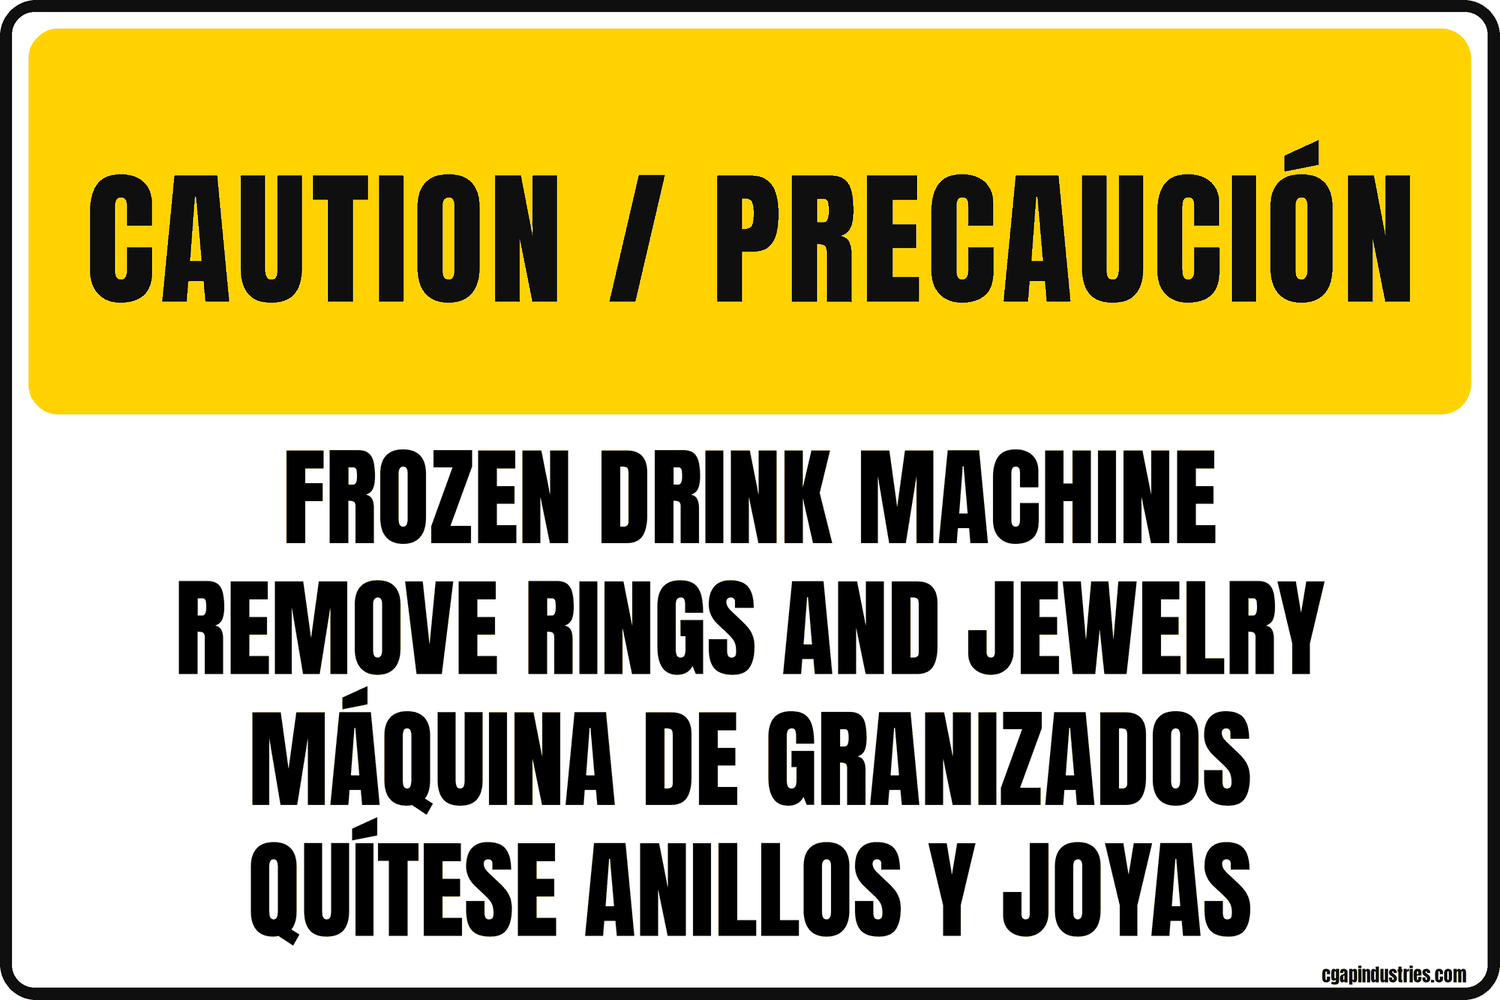 CAUTION / PRECAUCIÓN
FROZEN DRINK MACHINE
REMOVE RINGS AND JEWELRY
MÁQUINA DE GRANIZADOS
QUÍTESE ANILLOS Y JOYAS
cgapindustries.com